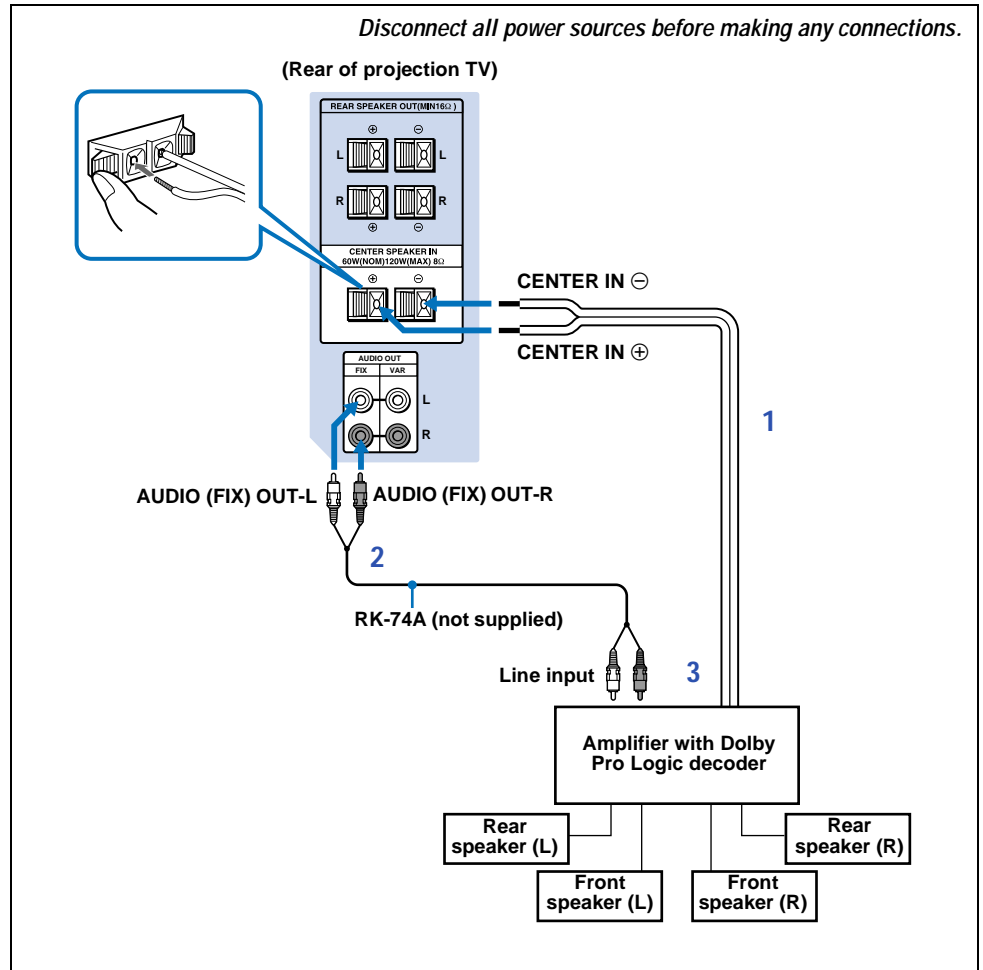 Disconnect all power sources before making any connections.
(Rear of projection TV)
REAR SPEAKER OUT(MIN16Ω)
⊕ ⊖
L L
R R
⊕ ⊖
CENTER SPEAKER IN
60W(NOM)120W(MAX) 8Ω
⊕ ⊖
CENTER IN ⊖
CENTER IN ⊕
AUDIO OUT
FIX VAR
L
R
1
AUDIO (FIX) OUT-L
AUDIO (FIX) OUT-R
2
RK-74A (not supplied)
Line input
3
Amplifier with Dolby
Pro Logic decoder
Rear
speaker (L)
Rear
speaker (R)
Front
speaker (L)
Front
speaker (R)